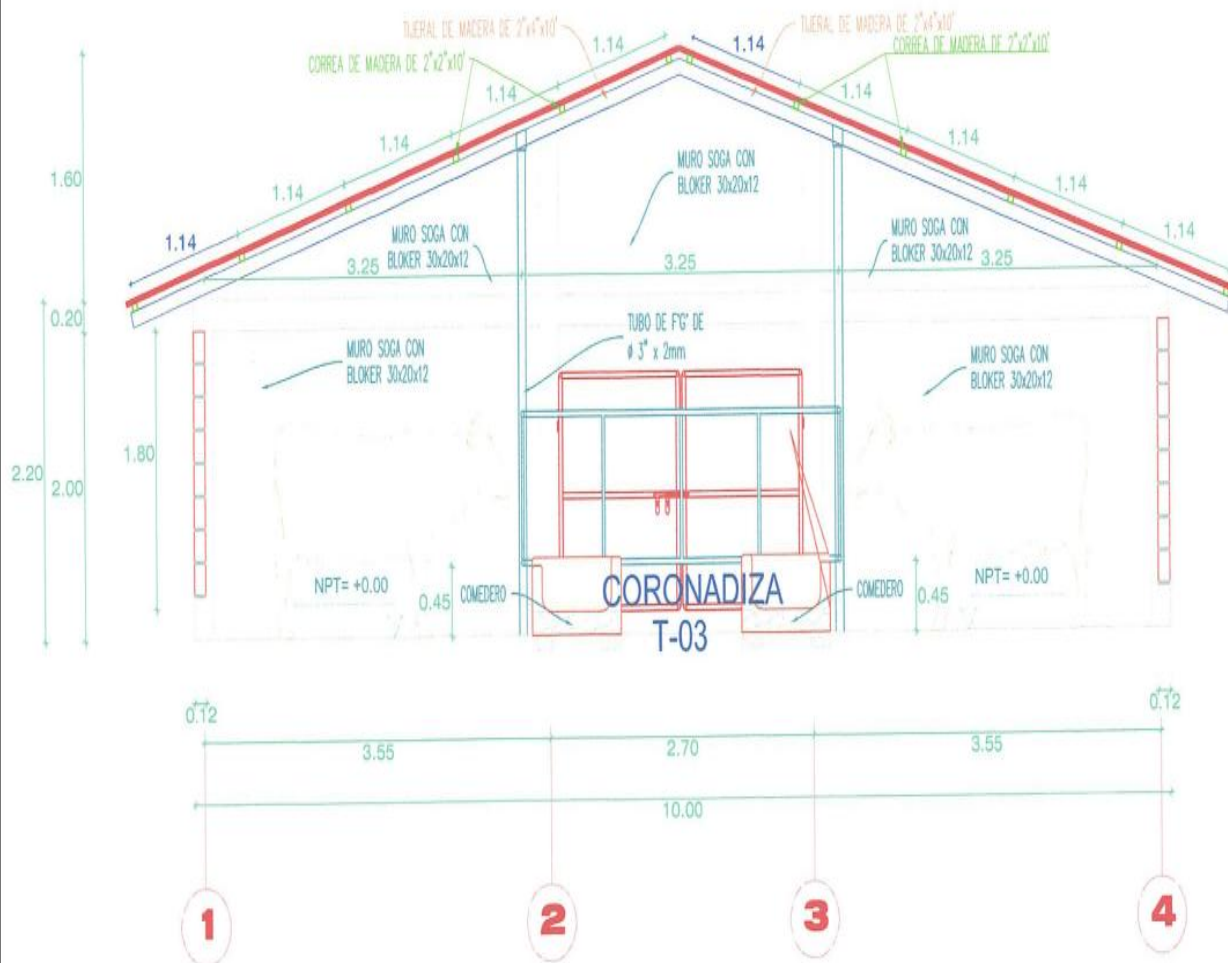 TIJERAL DE MADERA DE 2"x4"x10'
TIJERAL DE MADERA DE 2"x4"x10'
CORREA DE MADERA DE 2"x2"x10'
CORREA DE MADERA DE 2"x2"x10'
1.14
1.14
1.14
1.14
1.14
1.14
1.14
1.14
1.14
1.14
1.60
MURO SOGA CON
BLOKER 30x20x12
MURO SOGA CON
BLOKER 30x20x12
MURO SOGA CON
BLOKER 30x20x12
3.25
3.25
3.25
0.20
TUBO DE F°G° DE
ø 3" x 2mm
MURO SOGA CON
BLOKER 30x20x12
MURO SOGA CON
BLOKER 30x20x12
2.20
2.00
1.80
NPT= +0.00
0.45
COMEDERO
CORONADIZA
T-03
COMEDERO
0.45
NPT= +0.00
0.12
0.12
3.55
2.70
3.55
10.00
1
2
3
4